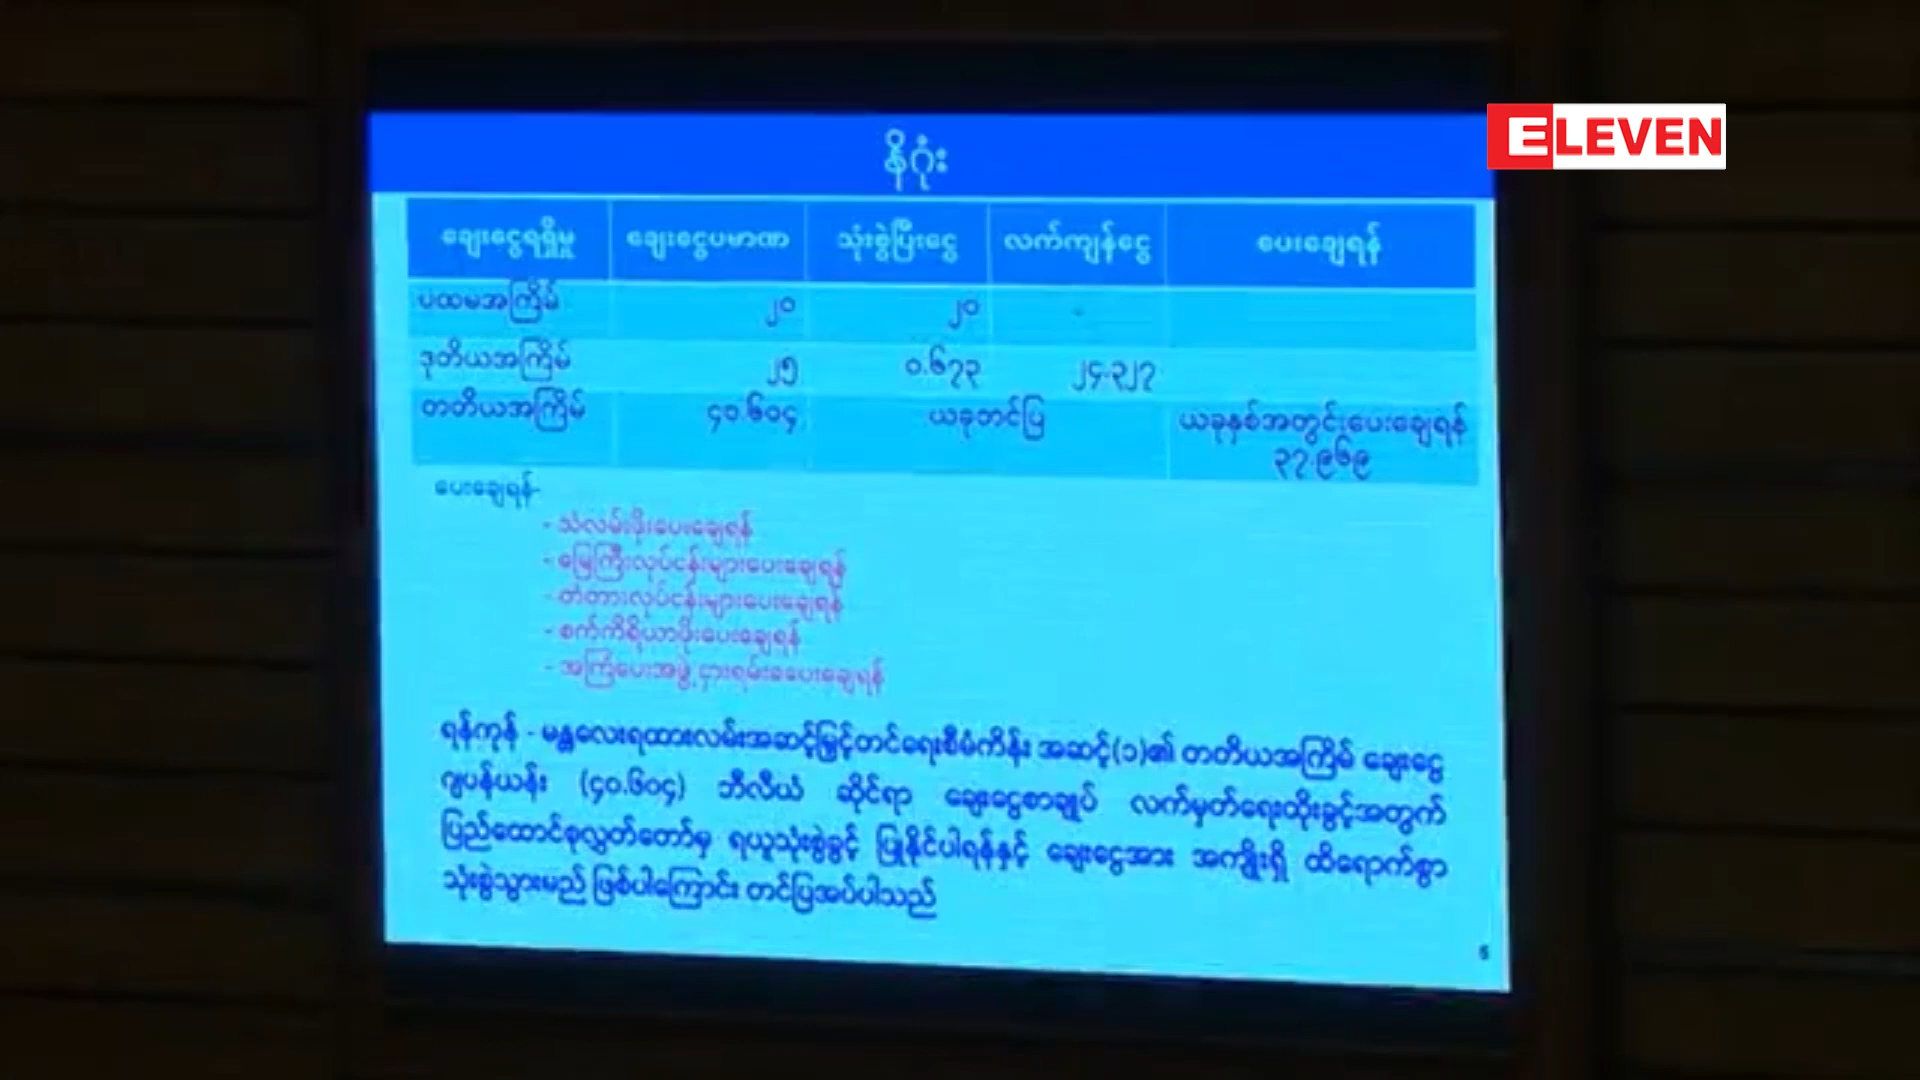 ELEVEN
နိဂုံး
ချေးငွေရရှိမှု ချေးငွေပမာဏ သုံးစွဲပြီးငွေ လက်ကျန်ငွေ ပေးချေရန်
ပထမအကြိမ် ၂၀ ၂၀ -
ဒုတိယအကြိမ် ၂၅ ၀.၆၇၃ ၂၄.၃၂၇
တတိယအကြိမ် ၄၀.၆၀၄ ယခုတင်ပြ ယခုနှစ်အတွင်းပေးချေရန်
၃၇.၉၆၉
ပေးချေရန်-
- သံလမ်းဖိုးပေးချေရန်
- မြေကြီးလုပ်ငန်းများပေးချေရန်
- တံတားလုပ်ငန်းများပေးချေရန်
- စက်ကိရိယာဖိုးပေးချေရန်
- အကြံပေးအဖွဲ့ငှားရမ်းခပေးချေရန်
ရန်ကုန် - မန္တလေးရထားလမ်းအဆင့်မြှင့်တင်ရေးစီမံကိန်း အဆင့်(၁)၏ တတိယအကြိမ် ချေးငွေ
ဂျပန်ယန်း (၄၀.၆၀၄) ဘီလီယံ ဆိုင်ရာ ချေးငွေစာချုပ် လက်မှတ်ရေးထိုးခွင့်အတွက်
ပြည်ထောင်စုလွှတ်တော်မှ ရယူသုံးစွဲခွင့် ပြုနိုင်ပါရန်နှင့် ချေးငွေအား အကျိုးရှိ ထိရောက်စွာ
သုံးစွဲသွားမည် ဖြစ်ပါကြောင်း တင်ပြအပ်ပါသည်